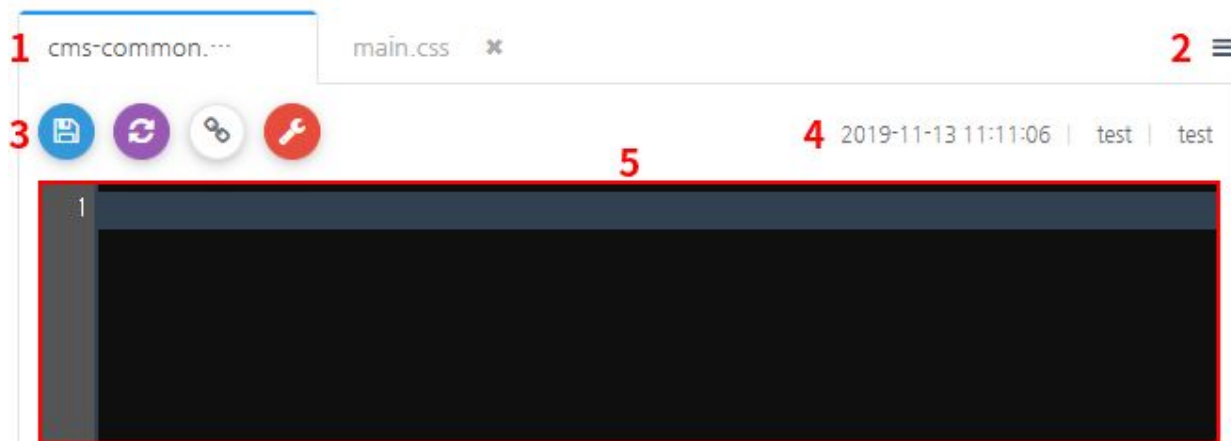 1 cms-common.··· main.css ✖ 2
3 4 2019-11-13 11:11:06 | test | test
5
1